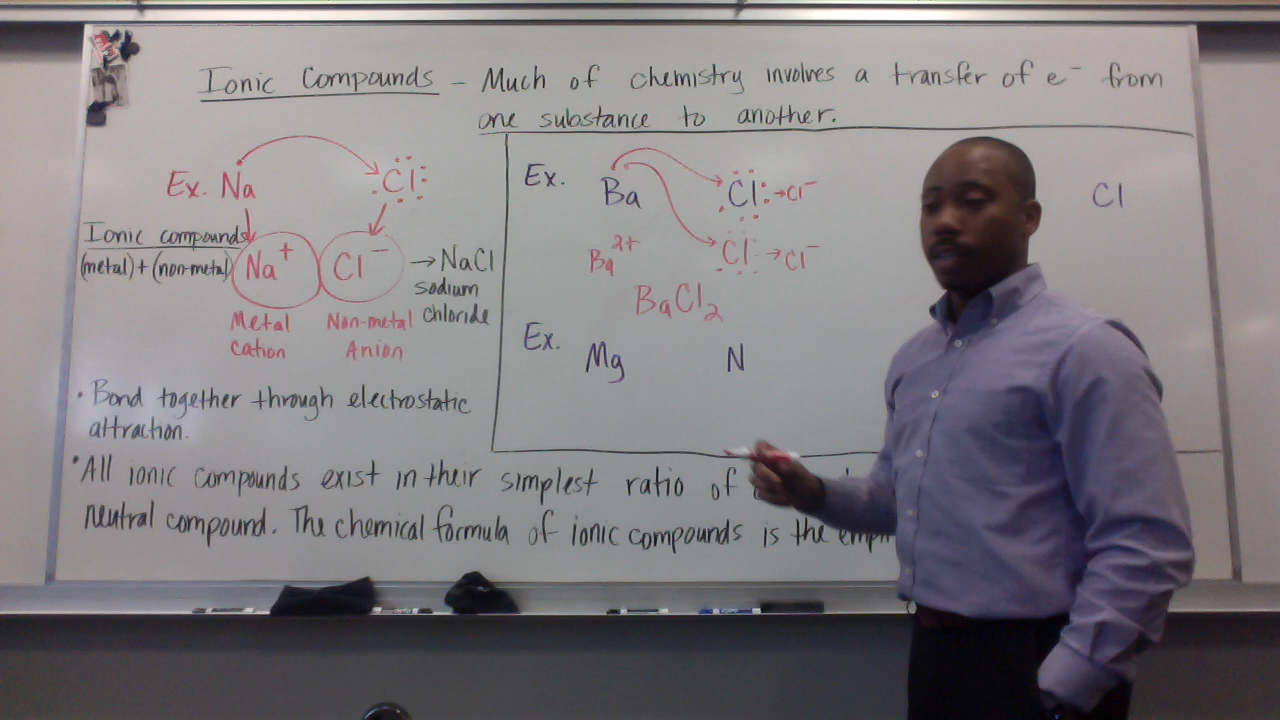 Ionic Compounds - Much of chemistry involves a transfer of e⁻ from
one substance to another.
Ex. Na Cl
Ionic compounds
(metal) + (non-metal)
Na⁺ Cl⁻ → NaCl
sodium
chloride
Metal
Cation
Non-metal
Anion
• Bond together through electrostatic
attraction.
Ex. Ba Cl → Cl⁻
Cl → Cl⁻
Ba²⁺
BaCl₂
Cl
Ex. Mg N
• All ionic compounds exist in their simplest ratio of
neutral compound. The chemical formula of ionic compounds is the